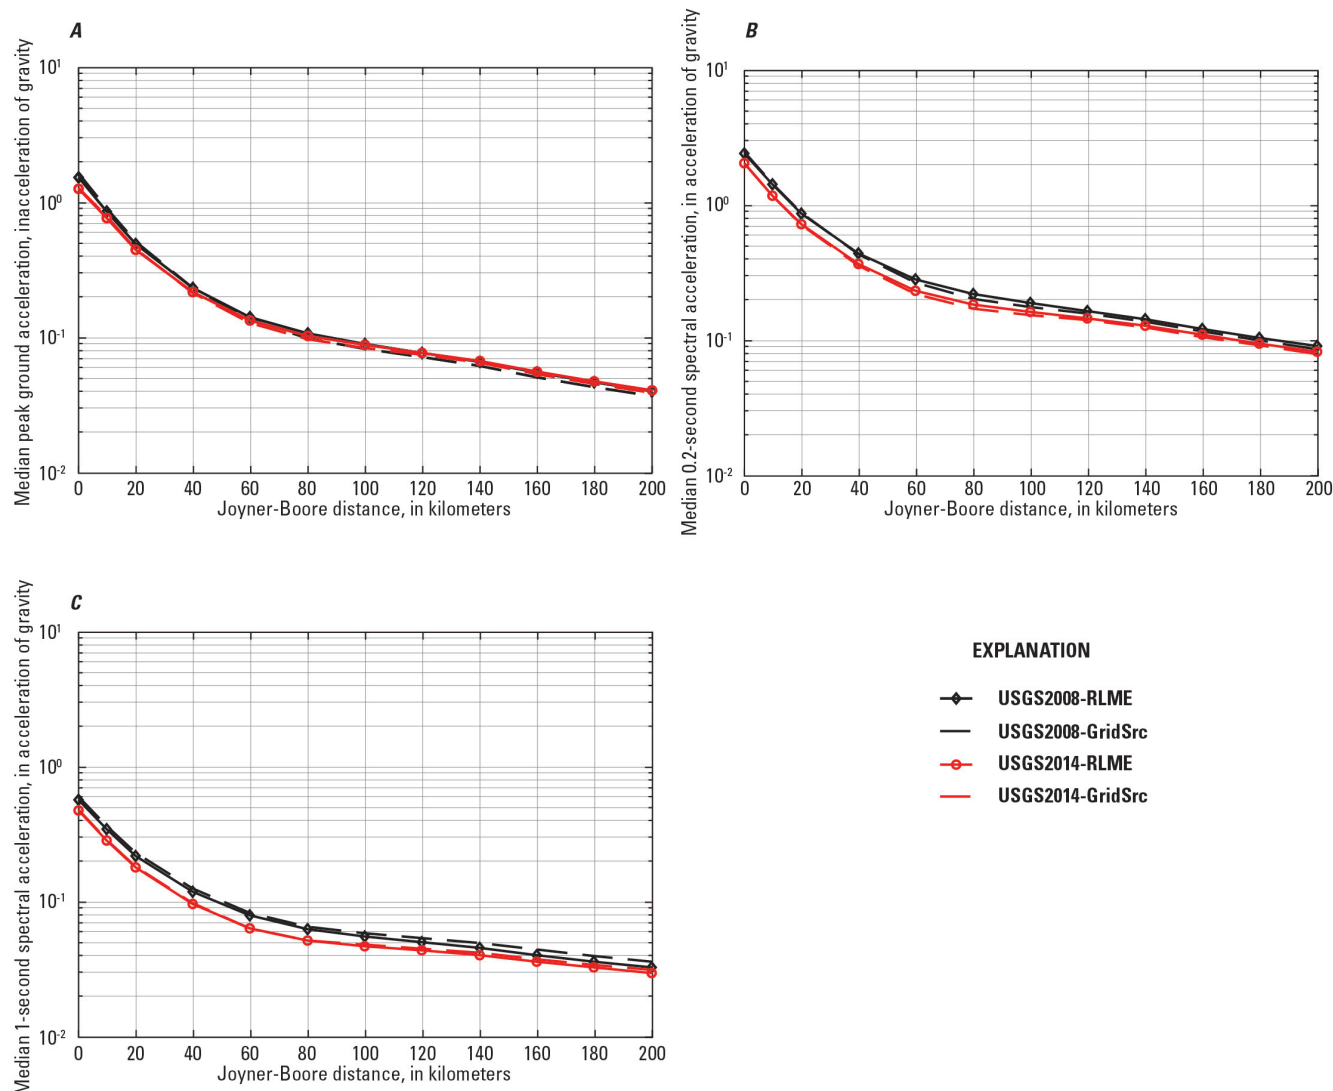 A
Median peak ground acceleration, inacceleration of gravity
10¹
10⁰
10⁻¹
10⁻²
0 20 40 60 80 100 120 140 160 180 200
Joyner-Boore distance, in kilometers
B
Median 0.2-second spectral acceleration, in acceleration of gravity
10¹
10⁰
10⁻¹
10⁻²
0 20 40 60 80 100 120 140 160 180 200
Joyner-Boore distance, in kilometers
C
Median 1-second spectral acceleration, in acceleration of gravity
10¹
10⁰
10⁻¹
10⁻²
0 20 40 60 80 100 120 140 160 180 200
Joyner-Boore distance, in kilometers
EXPLANATION
USGS2008-RLME
USGS2008-GridSrc
USGS2014-RLME
USGS2014-GridSrc